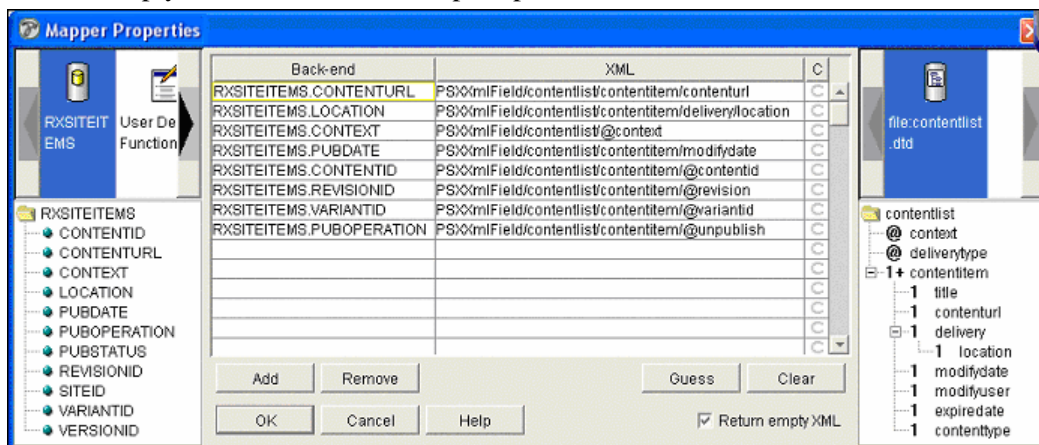 Mapper Properties
RXSITEIT
EMS
User De
Function
Back-end XML C
RXSITEITEMS.CONTENTURL PSXXmlField/contentlist/contentitem/contenturl C
RXSITEITEMS.LOCATION PSXXmlField/contentlist/contentitem/delivery/location C
RXSITEITEMS.CONTEXT PSXXmlField/contentlist/@context C
RXSITEITEMS.PUBDATE PSXXmlField/contentlist/contentitem/modifydate C
RXSITEITEMS.CONTENTID PSXXmlField/contentlist/contentitem/@contentid C
RXSITEITEMS.REVISIONID PSXXmlField/contentlist/contentitem/@revision C
RXSITEITEMS.VARIANTID PSXXmlField/contentlist/contentitem/@variantid C
RXSITEITEMS.PUBOPERATION PSXXmlField/contentlist/contentitem/@unpublish C
C
C
C
C
C
C
file:contentlist
.dtd
RXSITEITEMS
CONTENTID
CONTENTURL
CONTEXT
LOCATION
PUBDATE
PUBOPERATION
PUBSTATUS
REVISIONID
SITEID
VARIANTID
VERSIONID
Add Remove Guess Clear
OK Cancel Help Return empty XML
contentlist
@ context
@ deliverytype
1+ contentitem
1 title
1 contenturl
1 delivery
1 location
1 modifydate
1 modifyuser
1 expiredate
1 contenttype